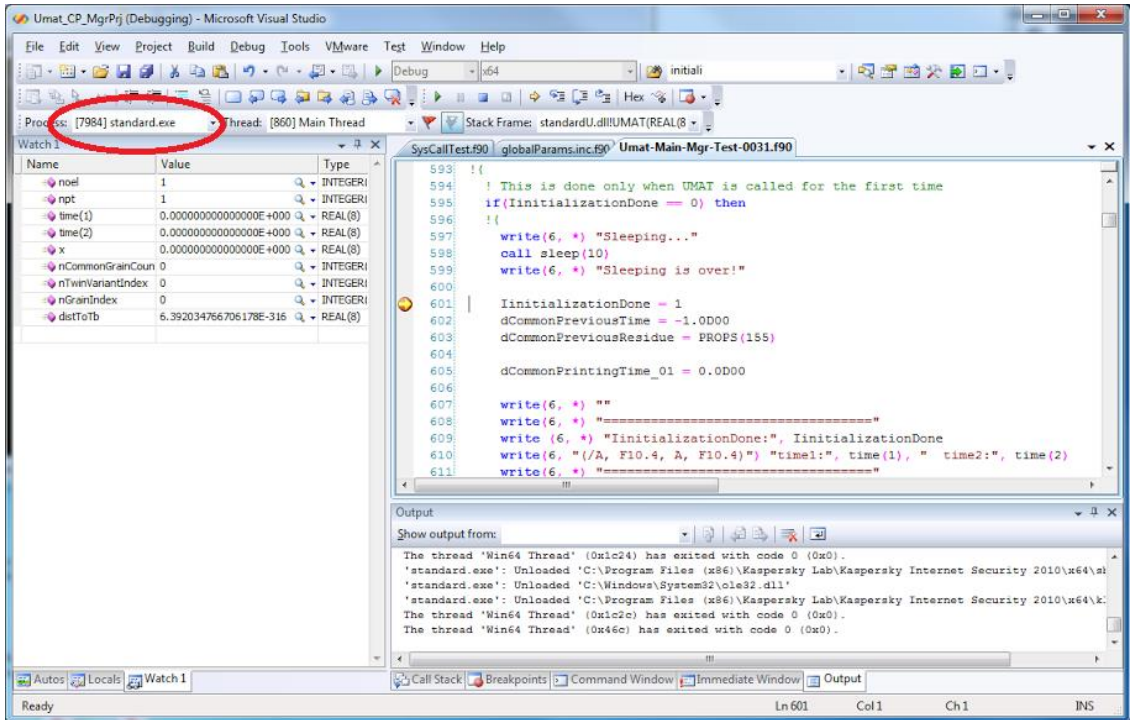 Umat_CP_MgrPrj (Debugging) - Microsoft Visual Studio
File Edit View Project Build Debug Tools VMware Test Window Help
Debug x64 initiali
Hex
Process: [7984] standard.exe Thread: [860] Main Thread Stack Frame: standardU.dll!UMAT(REAL(8
Watch 1
Name Value Type
noel 1 INTEGER(
npt 1 INTEGER(
time(1) 0.000000000000000E+000 REAL(8)
time(2) 0.000000000000000E+000 REAL(8)
x 0.000000000000000E+000 REAL(8)
nCommonGrainCoun 0 INTEGER(
nTwinVariantIndex 0 INTEGER(
nGrainIndex 0 INTEGER(
distToTb 6.392034766706178E-316 REAL(8)
SysCallTest.f90 globalParams.inc.f90 Umat-Main-Mgr-Test-0031.f90
593 !{
594 ! This is done only when UMAT is called for the first time
595 if(IinitializationDone == 0) then
596 !{
597 write(6, *) "Sleeping..."
598 call sleep(10)
599 write(6, *) "Sleeping is over!"
600
601 IinitializationDone = 1
602 dCommonPreviousTime = -1.0D00
603 dCommonPreviousResidue = PROPS(155)
604
605 dCommonPrintingTime_01 = 0.0D00
606
607 write(6, *) ""
608 write(6, *) "==================================="
609 write (6, *) "IinitializationDone:", IinitializationDone
610 write(6, "(/A, F10.4, A, F10.4)") "time1:", time(1), " time2:", time(2)
611 write(6, *) "==================================="
Output
Show output from:
The thread 'Win64 Thread' (0x1c24) has exited with code 0 (0x0).
'standard.exe': Unloaded 'C:\Program Files (x86)\Kaspersky Lab\Kaspersky Internet Security 2010\x64\
'standard.exe': Unloaded 'C:\Windows\System32\ole32.dll'
'standard.exe': Unloaded 'C:\Program Files (x86)\Kaspersky Lab\Kaspersky Internet Security 2010\x64\
The thread 'Win64 Thread' (0x1c2c) has exited with code 0 (0x0).
The thread 'Win64 Thread' (0x46c) has exited with code 0 (0x0).
Autos Locals Watch 1
Call Stack Breakpoints Command Window Immediate Window Output
Ready Ln 601 Col 1 Ch 1 INS